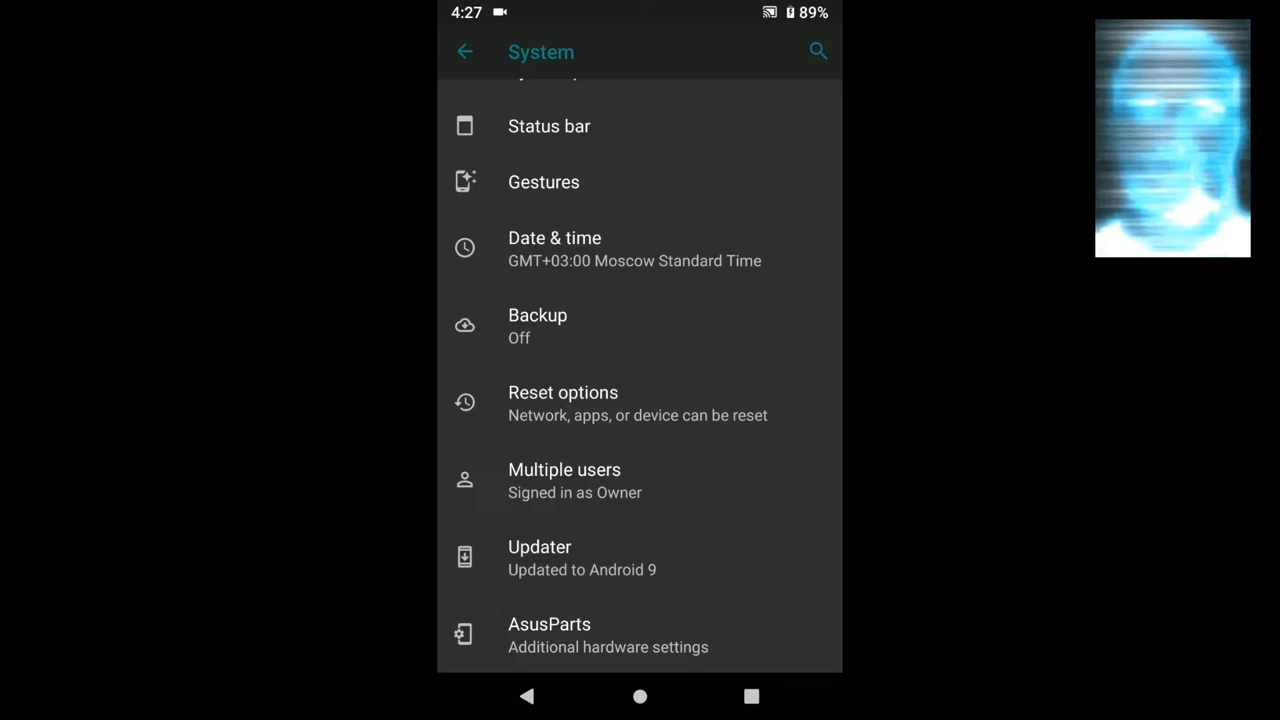 4:27
89%
System
Status bar
Gestures
Date & time
GMT+03:00 Moscow Standard Time
Backup
Off
Reset options
Network, apps, or device can be reset
Multiple users
Signed in as Owner
Updater
Updated to Android 9
AsusParts
Additional hardware settings